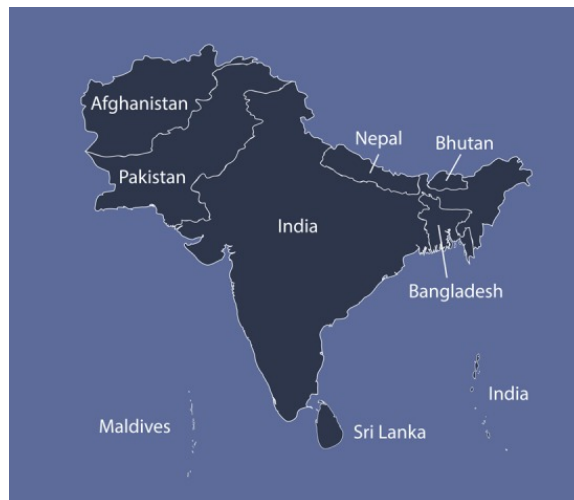 Afghanistan
Nepal
Bhutan
Pakistan
India
Bangladesh
India
Maldives
Sri Lanka